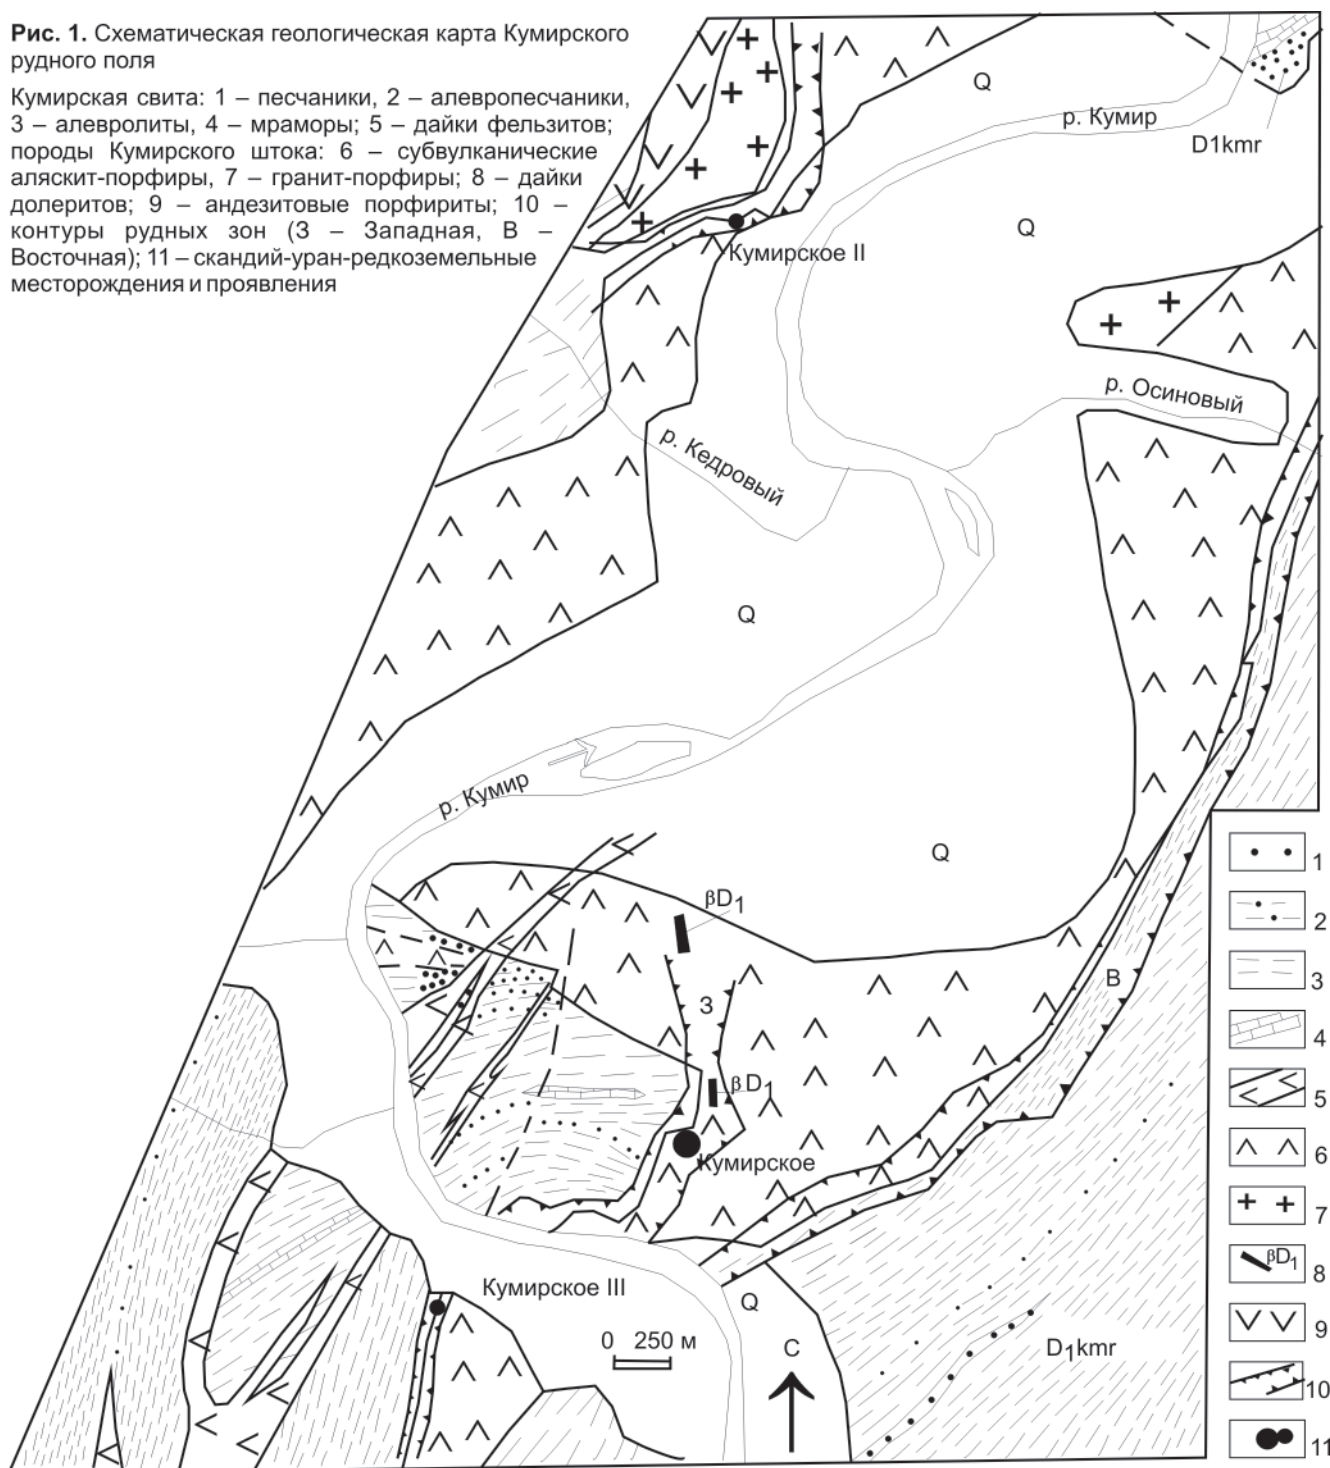 Рис. 1. Схематическая геологическая карта Кумирского
рудного поля
Кумирская свита: 1 – песчаники, 2 – алевропесчаники,
3 – алевролиты, 4 – мраморы; 5 – дайки фельзитов;
породы Кумирского штока: 6 – субвулканические
аляскит-порфиры, 7 – гранит-порфиры; 8 – дайки
долеритов; 9 – андезитовые порфириты; 10 –
контуры рудных зон (З – Западная, В –
Восточная); 11 – скандий-уран-редкоземельные
месторождения и проявления
Q
р. Кумир
D1kmr
Q
Кумирское II
р. Осиновый
р. Кедровый
Q
р. Кумир
Q
βD1
В
З
βD1
Кумирское
Кумирское III
Q
0 250 м
С
D1kmr
1
2
3
4
5
6
7
βD1
8
9
10
11